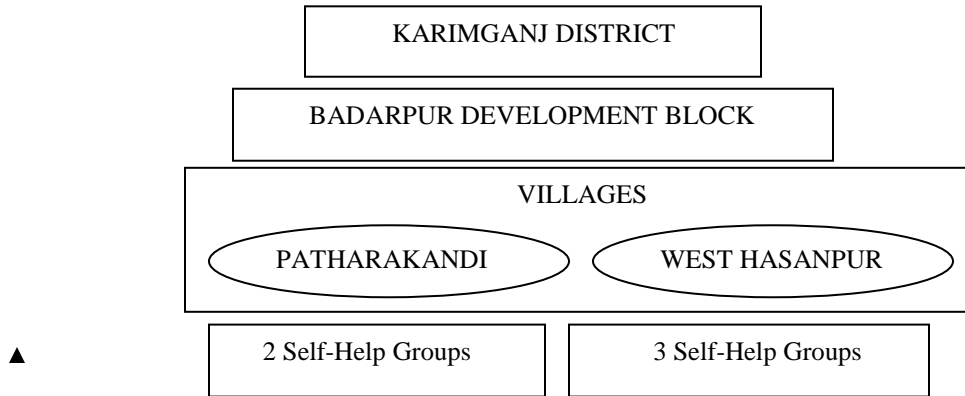 KARIMGANJ DISTRICT
BADARPUR DEVELOPMENT BLOCK
VILLAGES
PATHARAKANDI WEST HASANPUR
2 Self-Help Groups 3 Self-Help Groups